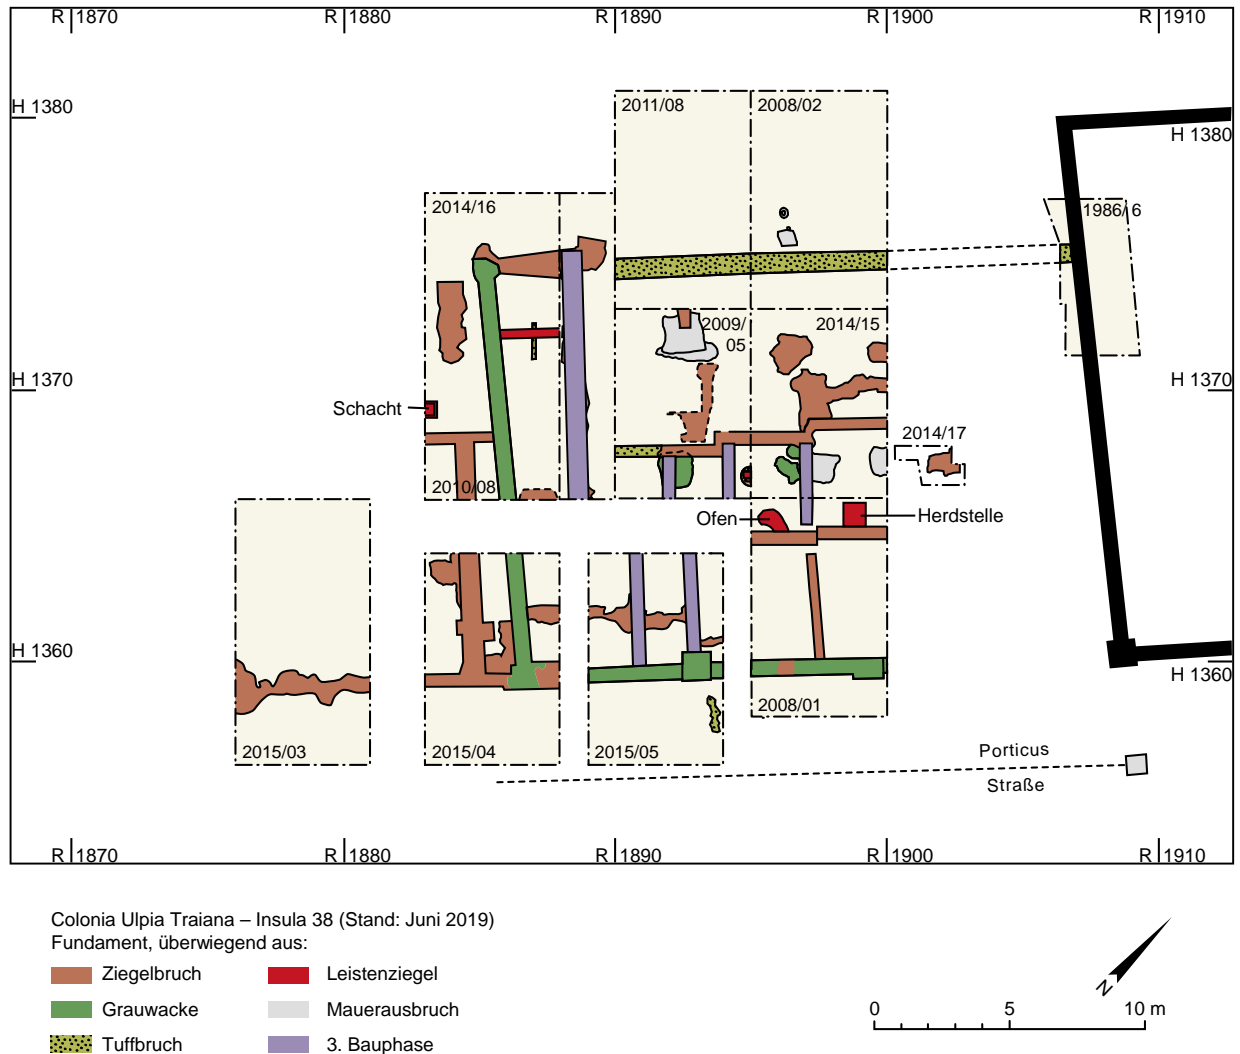 R 1870 R 1880 R 1890 R 1900 R 1910
H 1380
2011/08 2008/02
H 1380
2014/16
1986/6
2009/
05
2014/15
H 1370
H 1370
Schacht
2014/17
2010/08
Ofen
Herdstelle
H 1360
H 1360
2008/01
2015/03 2015/04 2015/05
Porticus
Straße
R 1870 R 1880 R 1890 R 1900 R 1910
Colonia Ulpia Traiana – Insula 38 (Stand: Juni 2019)
Fundament, überwiegend aus:
Ziegelbruch
Grauwacke
Tuffbruch
Leistenziegel
Mauerausbruch
3. Bauphase
N
0 5 10 m